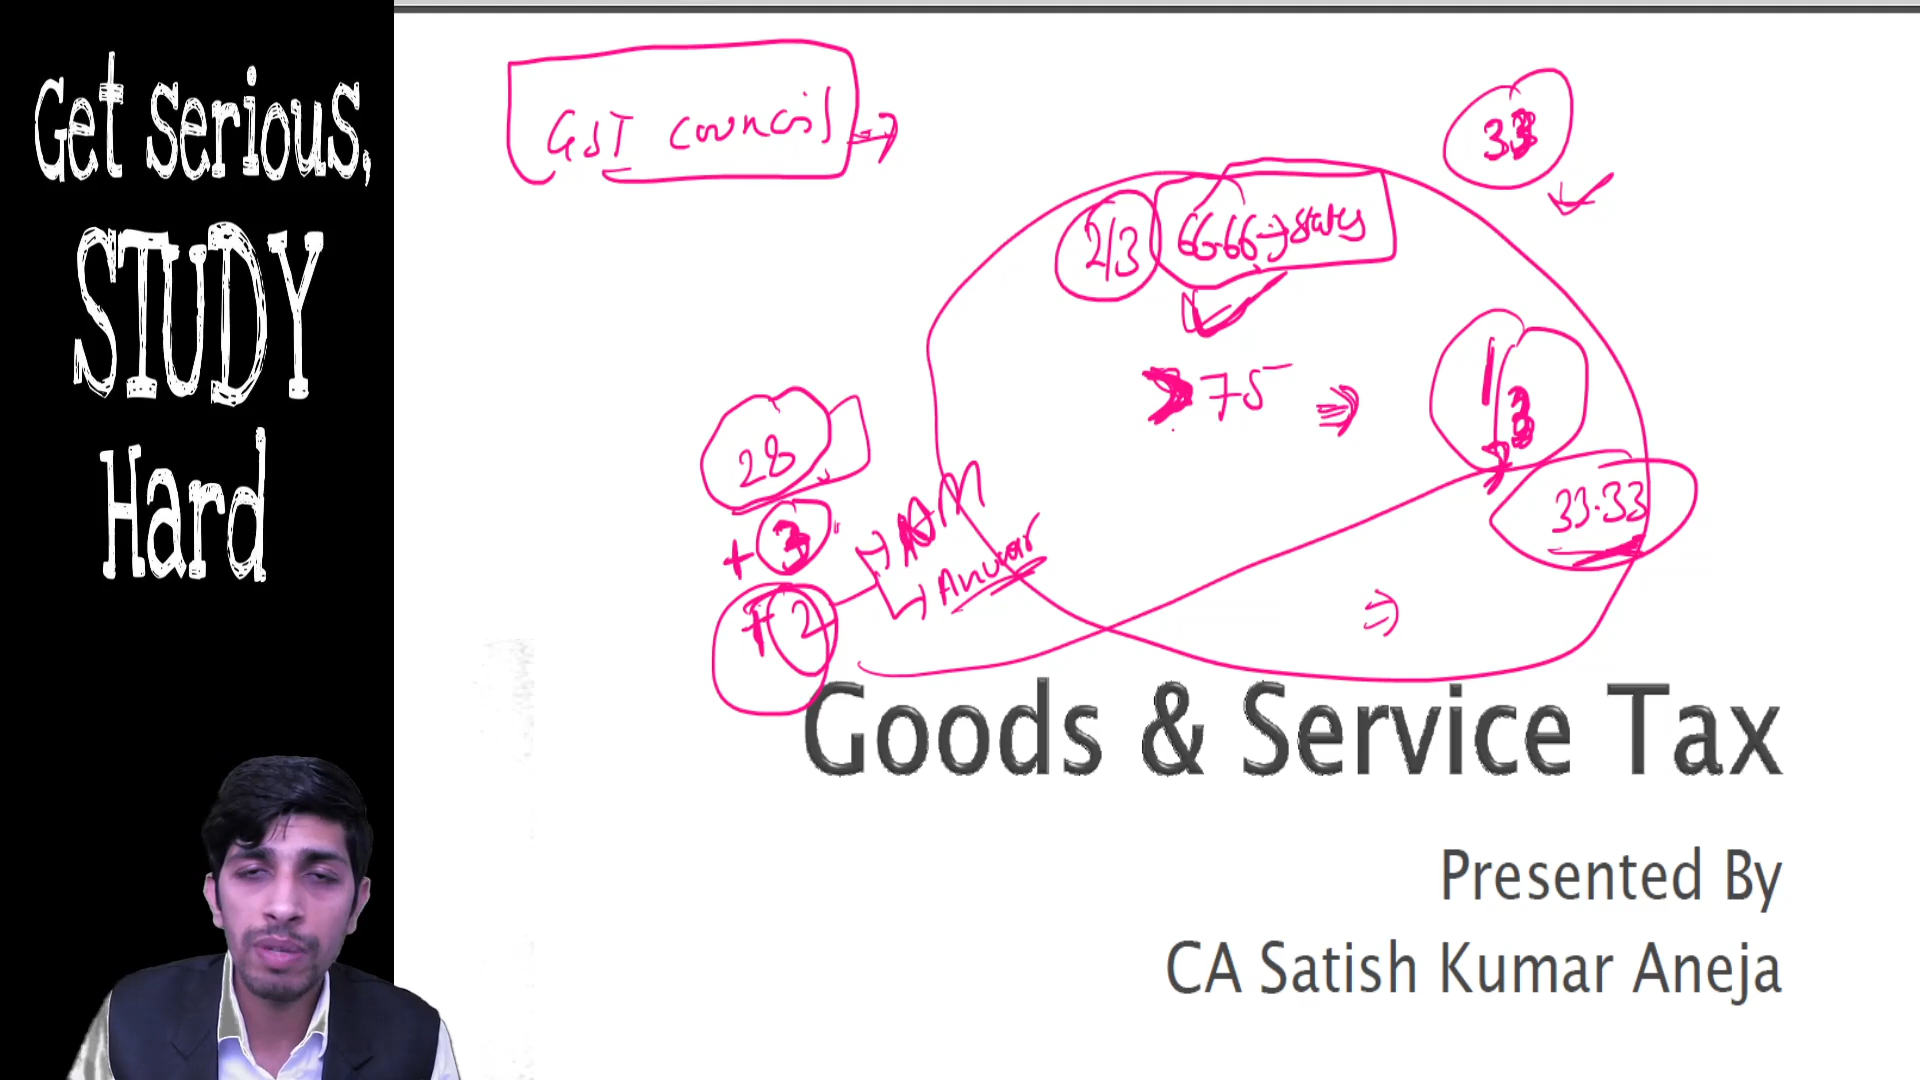 Get serious,
STUDY
Hard
GST council
33
2/3
66.66 → states
> 75
1/3
33.33
28
+ 3
+ 2
Anuvar
Goods & Service Tax
Presented By
CA Satish Kumar Aneja